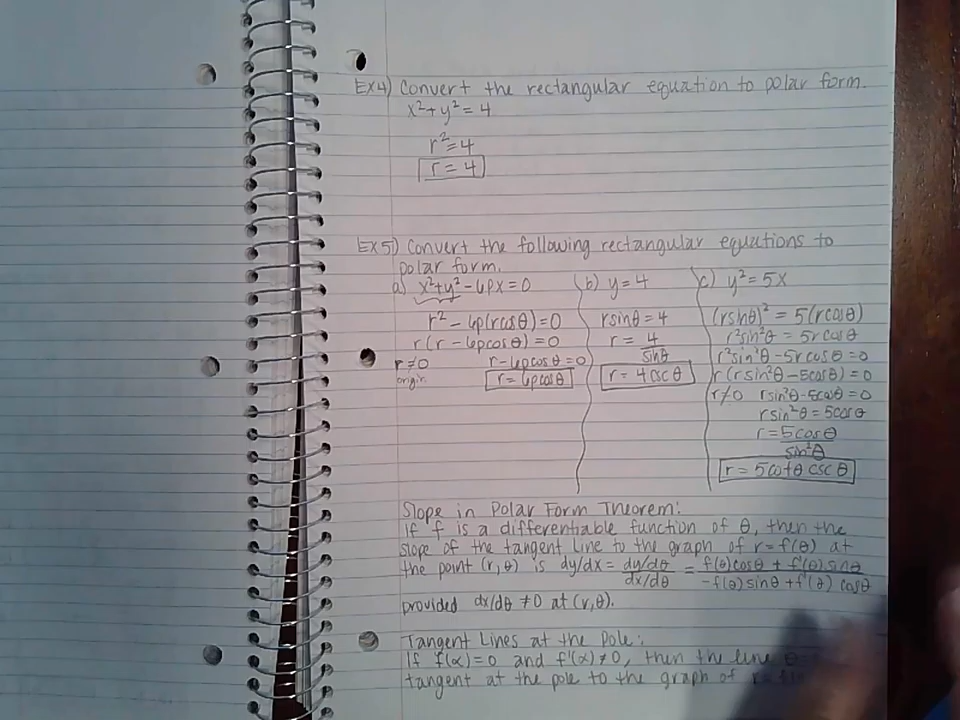 Ex4) Convert the rectangular equation to polar form.
x²+y²=4
r²=4
r=4
Ex5) Convert the following rectangular equations to
polar form.
a) x²+y²-6px=0
r²-6p(rcosθ)=0
r(r-6pcosθ)=0
r≠0 r-6pcosθ=0
origin r=6pcosθ
b) y=4
rsinθ=4
r=4/sinθ
r=4cscθ
c) y²=5x
(rsinθ)²=5(rcosθ)
r²sin²θ=5rcosθ
r²sin²θ-5rcosθ=0
r(rsin²θ-5cosθ)=0
r≠0 rsin²θ-5cosθ=0
rsin²θ=5cosθ
r=5cosθ/sin²θ
r=5cotθcscθ
Slope in Polar Form Theorem:
If f is a differentiable function of θ, then the
slope of the tangent line to the graph of r=f(θ) at
the point (r,θ) is dy/dx = (dy/dθ)/(dx/dθ) = (f(θ)cosθ + f'(θ)sinθ)/(-f(θ)sinθ + f'(θ)cosθ)
provided dx/dθ≠0 at (r,θ).
Tangent Lines at the Pole:
If f(α)=0 and f'(α)≠0, then the line
tangent at the pole to the graph of